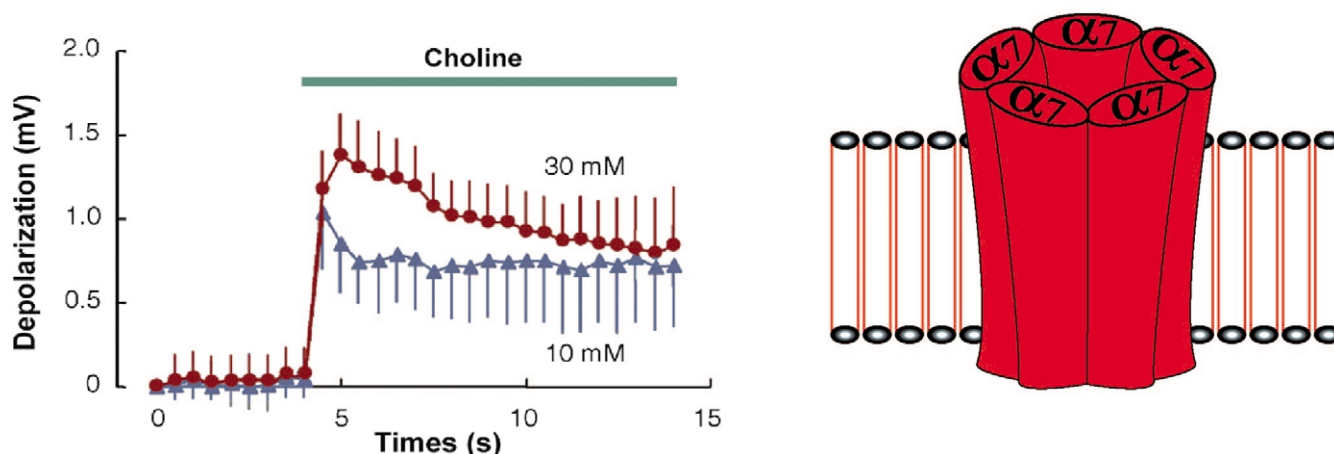 Choline
Depolarization (mV)
2.0
1.5
1.0
0.5
0
30 mM
10 mM
0
5
10
15
Times (s)
α7
α7
α7
α7
α7